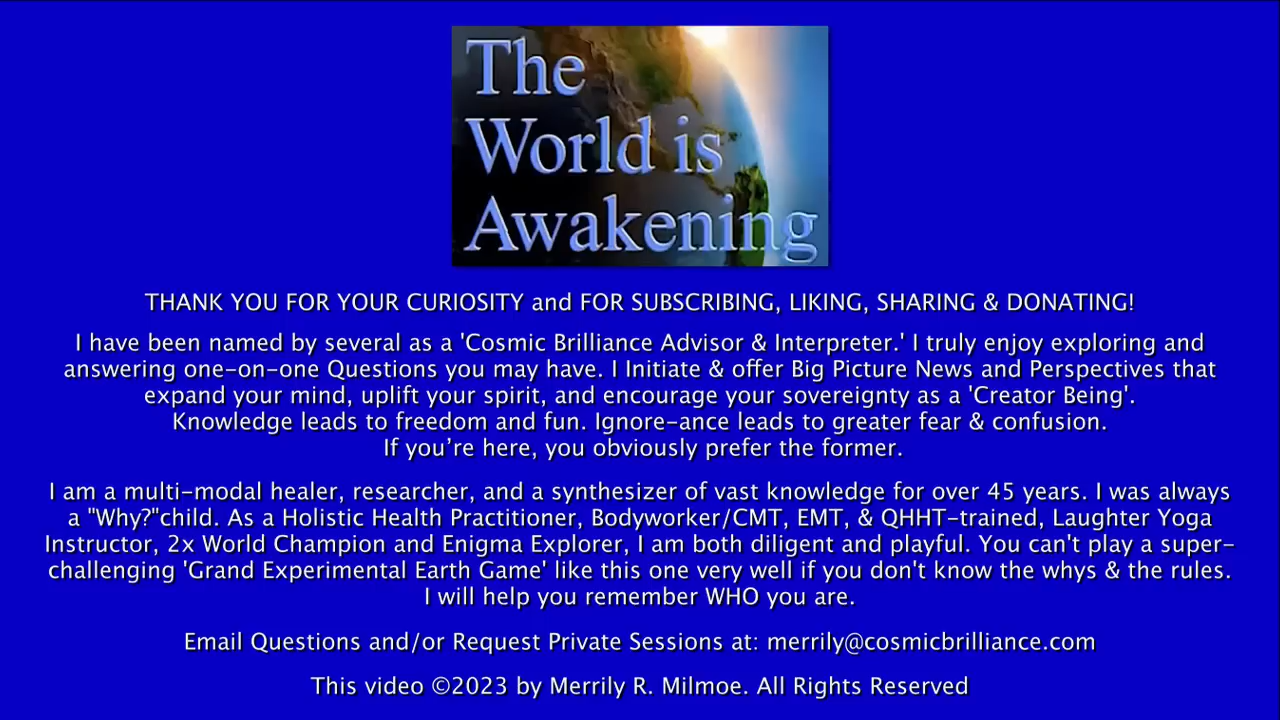 The
World is
Awakening
THANK YOU FOR YOUR CURIOSITY and FOR SUBSCRIBING, LIKING, SHARING & DONATING!
I have been named by several as a 'Cosmic Brilliance Advisor & Interpreter.' I truly enjoy exploring and
answering one-on-one Questions you may have. I Initiate & offer Big Picture News and Perspectives that
expand your mind, uplift your spirit, and encourage your sovereignty as a 'Creator Being'.
Knowledge leads to freedom and fun. Ignore-ance leads to greater fear & confusion.
If you’re here, you obviously prefer the former.
I am a multi-modal healer, researcher, and a synthesizer of vast knowledge for over 45 years. I was always
a "Why?"child. As a Holistic Health Practitioner, Bodyworker/CMT, EMT, & QHHT-trained, Laughter Yoga
Instructor, 2x World Champion and Enigma Explorer, I am both diligent and playful. You can't play a super-
challenging 'Grand Experimental Earth Game' like this one very well if you don't know the whys & the rules.
I will help you remember WHO you are.
Email Questions and/or Request Private Sessions at: merrily@cosmicbrilliance.com
This video ©2023 by Merrily R. Milmoe. All Rights Reserved